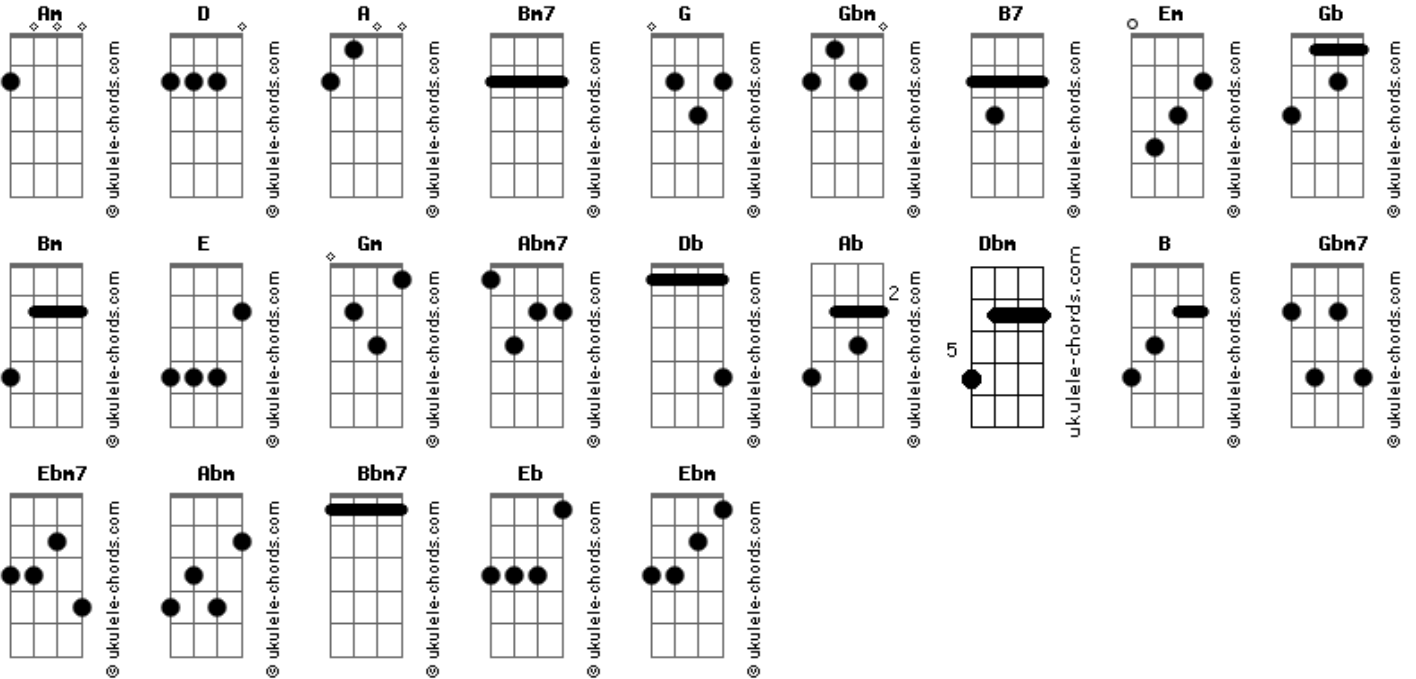 Am D A Bm7 G Gbm B7 Em Gb
© ukulele-chords.com © ukulele-chords.com © ukulele-chords.com © ukulele-chords.com © ukulele-chords.com © ukulele-chords.com © ukulele-chords.com © ukulele-chords.com © ukulele-chords.com
Bm E Gm Abm7 Db Ab Dbm B Gbm7
2
5
© ukulele-chords.com © ukulele-chords.com © ukulele-chords.com © ukulele-chords.com © ukulele-chords.com © ukulele-chords.com ukulele-chords.com © ukulele-chords.com © ukulele-chords.com
Ebm7 Abm Bbm7 Eb Ebm
© ukulele-chords.com © ukulele-chords.com © ukulele-chords.com © ukulele-chords.com © ukulele-chords.com